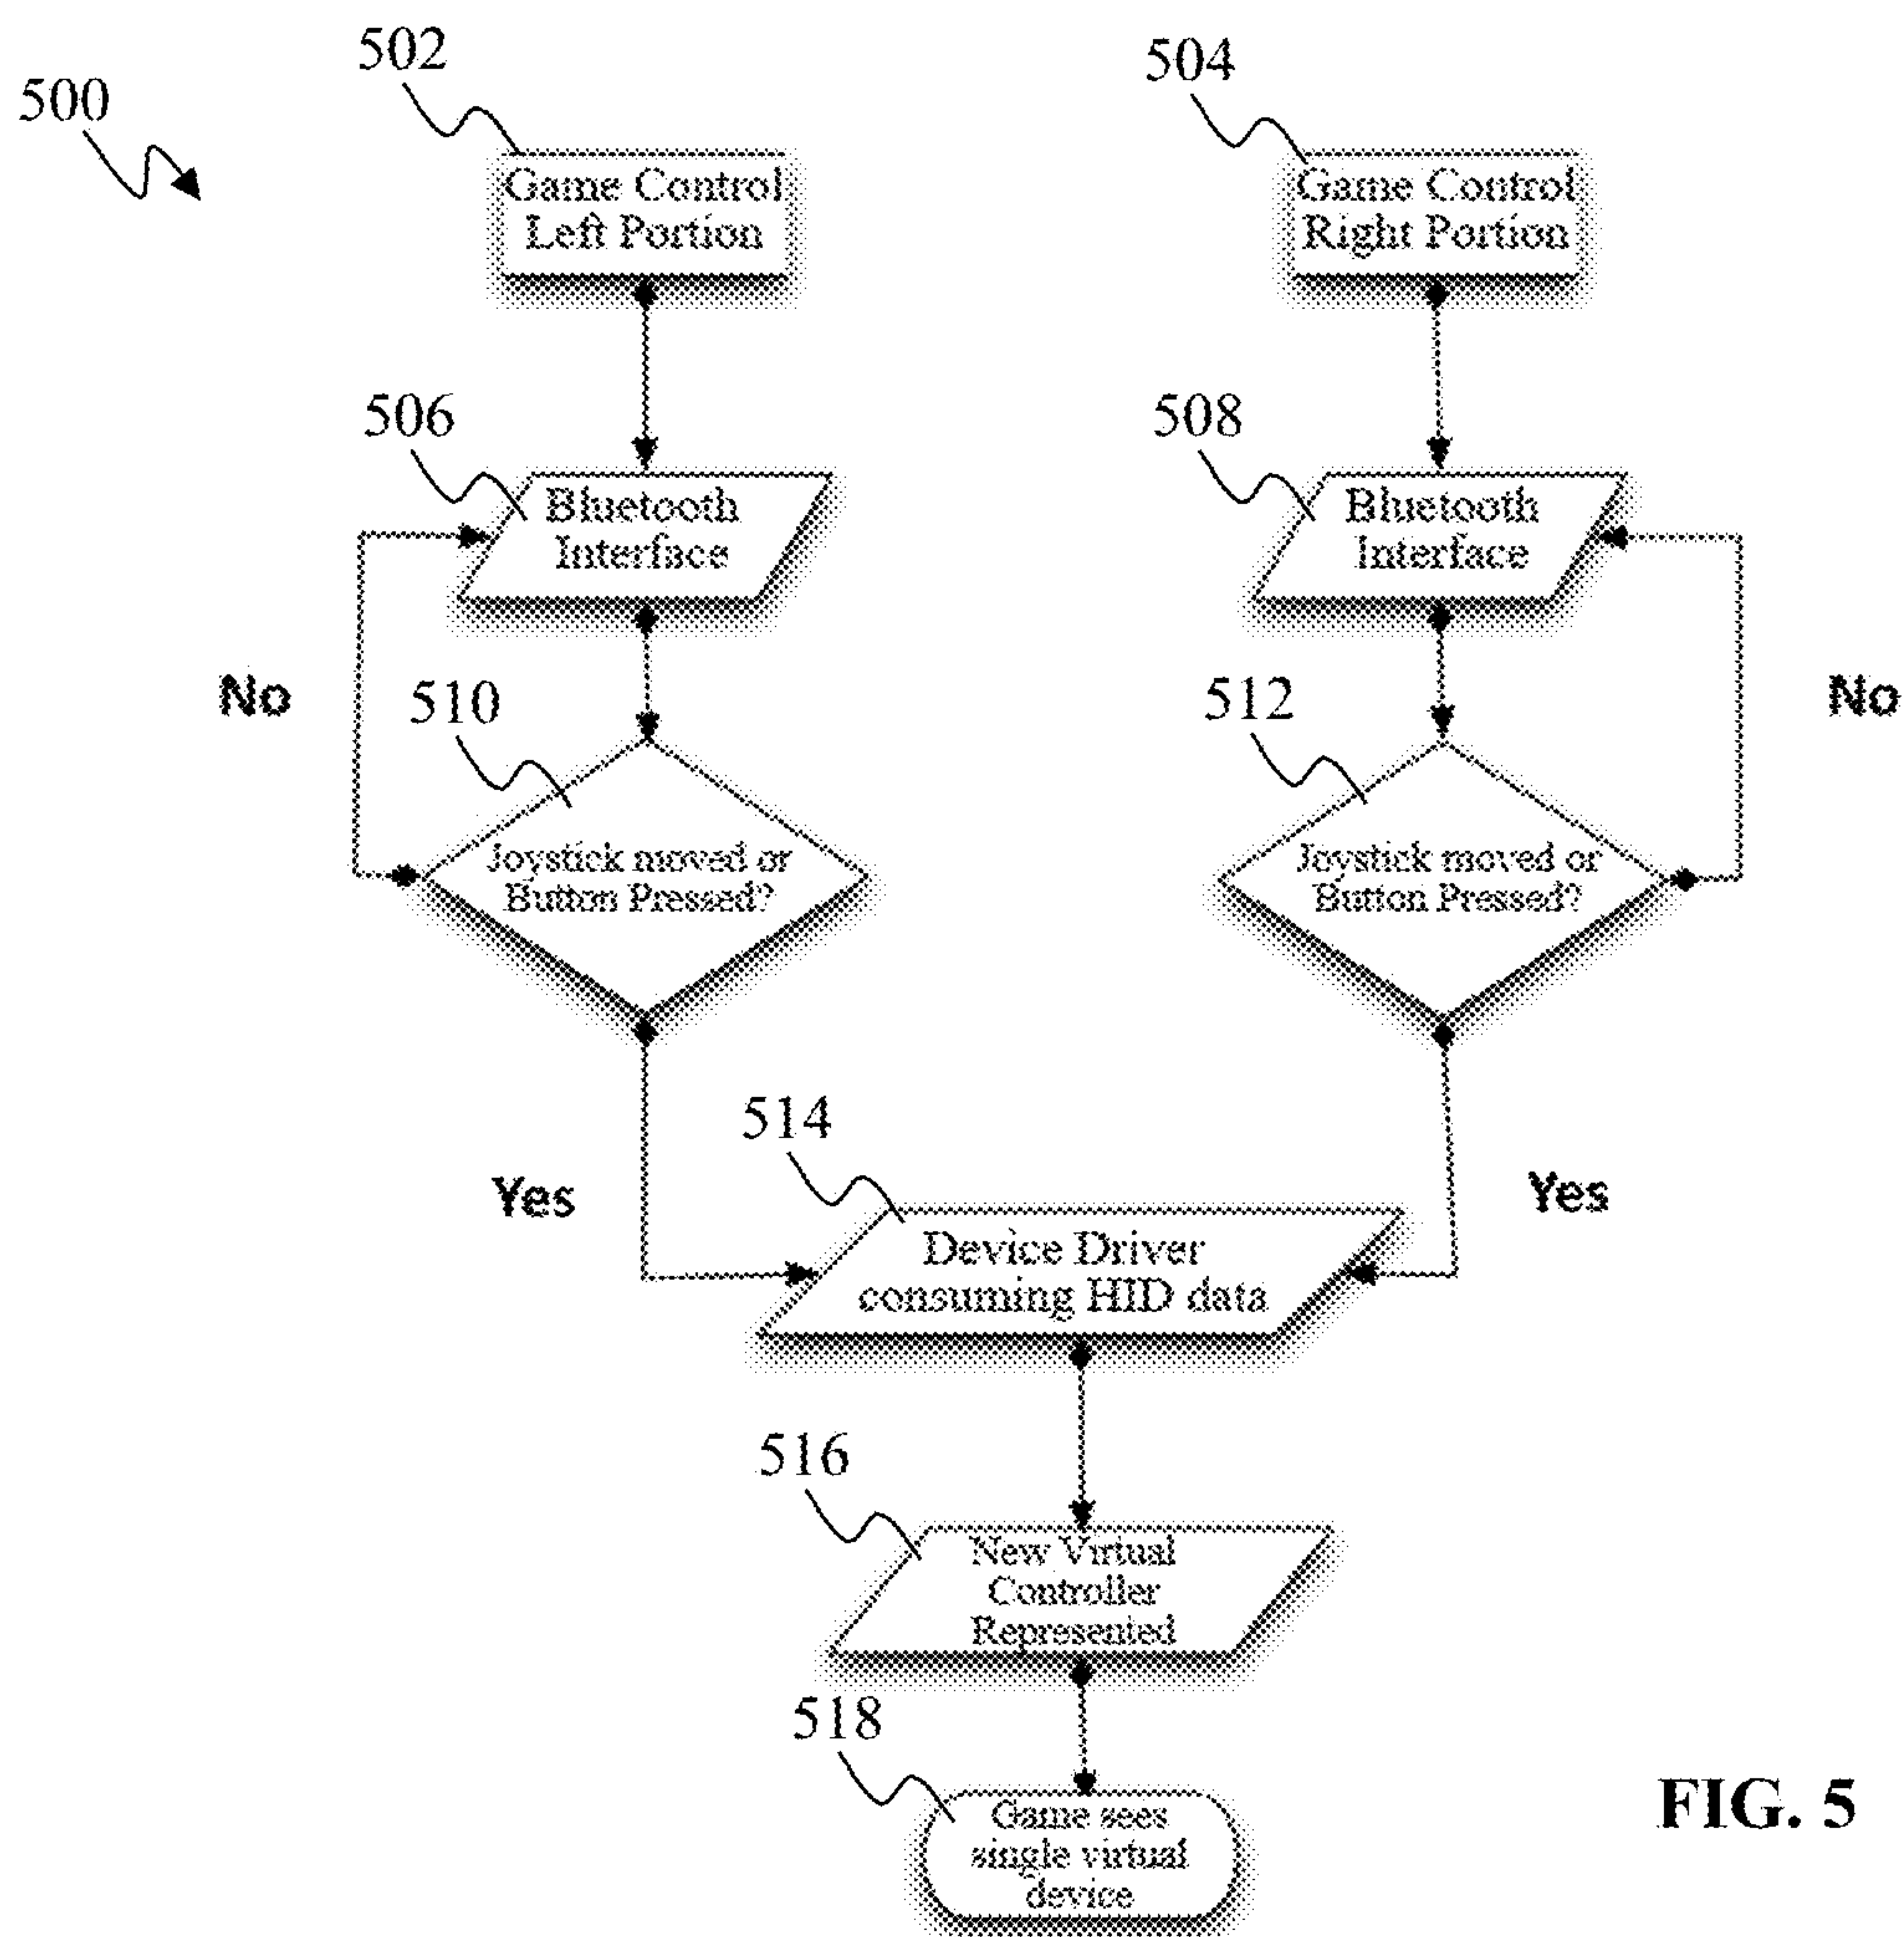 500
502
504
Game Control
Left Portion
Game Control
Right Portion
506
508
Bluetooth
Interface
Bluetooth
Interface
No
510
512
No
Joystick moved or
Button Pressed?
Joystick moved or
Button Pressed?
514
Yes
Yes
Device Driver
consuming HID data
516
New Virtual
Controller
Represented
518
Game sees
single virtual
device
FIG. 5